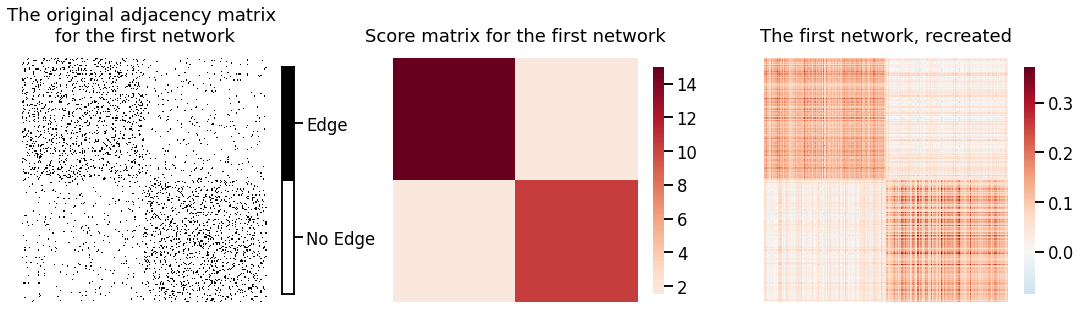 The original adjacency matrix
for the first network
Edge
No Edge
Score matrix for the first network
14
12
10
8
6
4
2
The first network, recreated
0.3
0.2
0.1
0.0